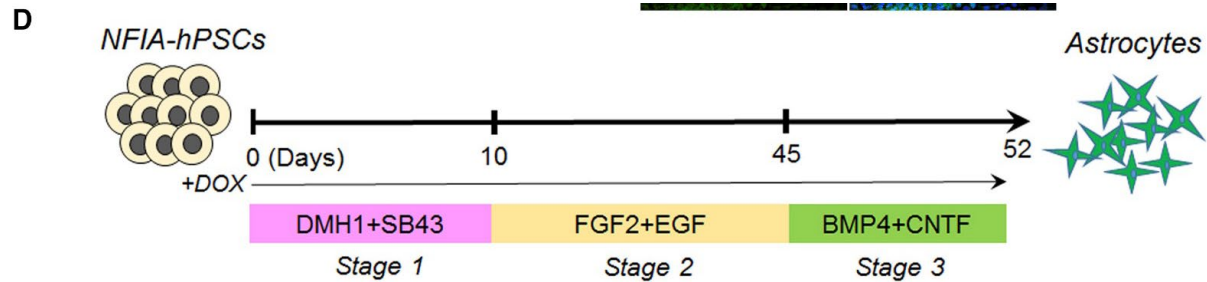 D
NFIA-hPSCs
Astrocytes
0 (Days)
10
45
52
+DOX
DMH1+SB43
FGF2+EGF
BMP4+CNTF
Stage 1
Stage 2
Stage 3